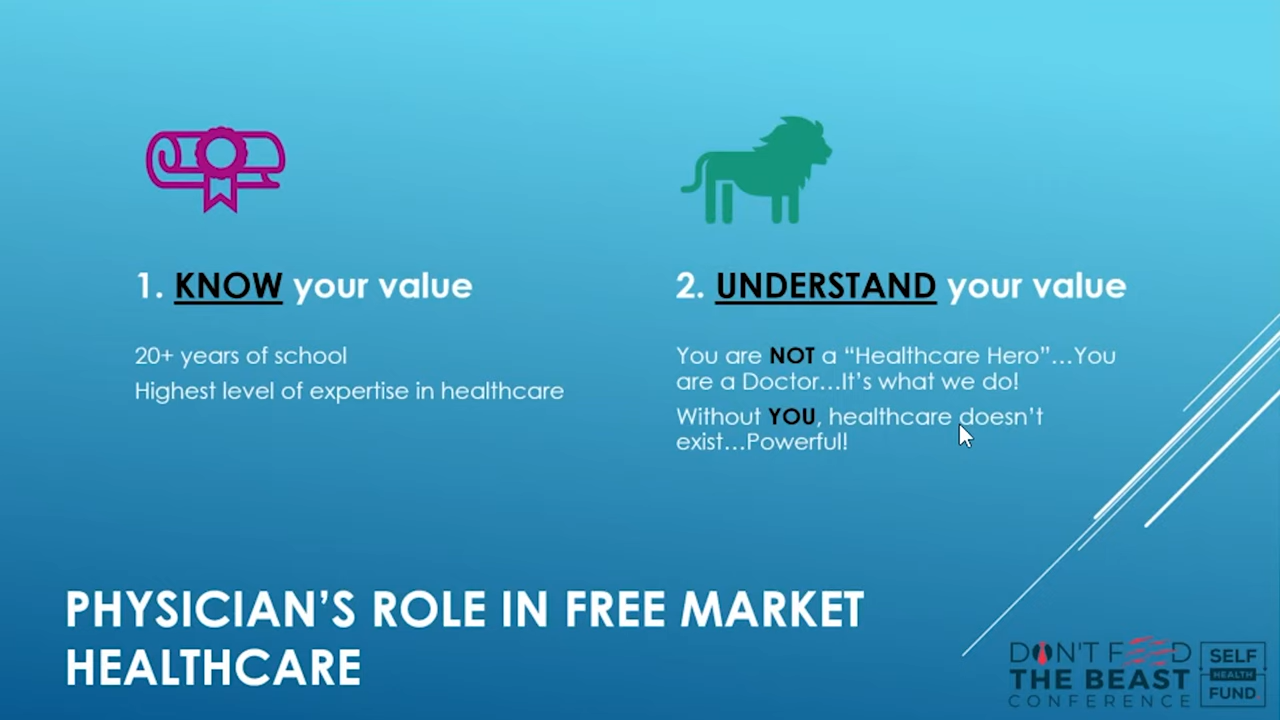 1. KNOW your value
20+ years of school
Highest level of expertise in healthcare
2. UNDERSTAND your value
You are NOT a “Healthcare Hero”...You
are a Doctor...It’s what we do!
Without YOU, healthcare doesn’t
exist...Powerful!
PHYSICIAN’S ROLE IN FREE MARKET
HEALTHCARE
DON'T FEED
THE BEAST
CONFERENCE
SELF
HEALTH
FUND